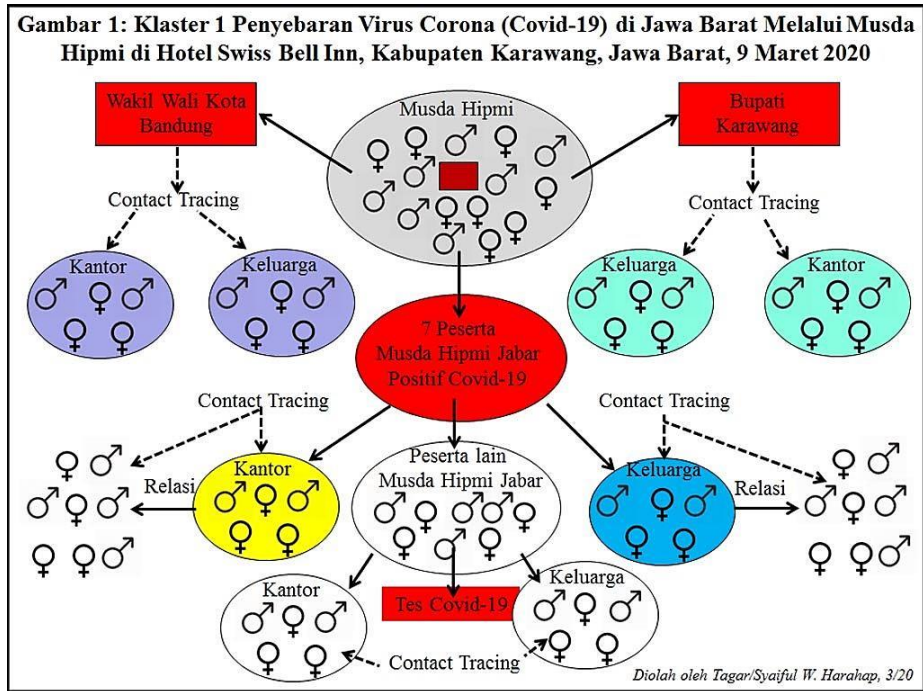 Gambar 1: Klaster 1 Penyebaran Virus Corona (Covid-19) di Jawa Barat Melalui Musda
Hipmi di Hotel Swiss Bell Inn, Kabupaten Karawang, Jawa Barat, 9 Maret 2020
Wakil Wali Kota
Bandung
Musda Hipmi
Bupati
Karawang
Contact Tracing
Contact Tracing
Kantor
Keluarga
Keluarga
Kantor
7 Peserta
Musda Hipmi Jabar
Positif Covid-19
Contact Tracing
Contact Tracing
Kantor
Peserta lain
Musda Hipmi Jabar
Keluarga
Relasi
Relasi
Kantor
Tes Covid-19
Keluarga
Contact Tracing
Diolah oleh Tagar/Syaiful W. Harahap, 3/20